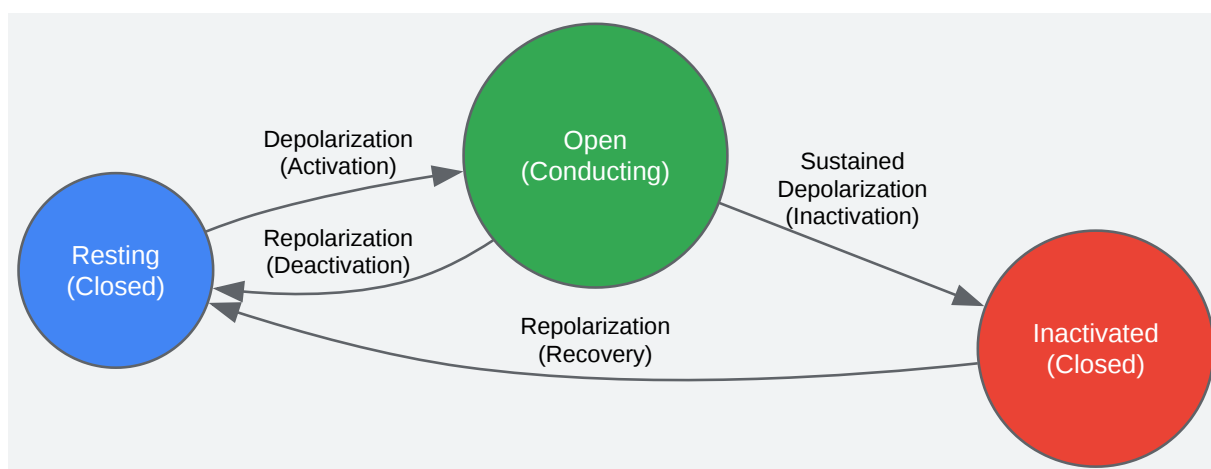 Depolarization
(Activation)
Open
(Conducting)
Sustained
Depolarization
(Inactivation)
Resting
(Closed)
Repolarization
(Deactivation)
Repolarization
(Recovery)
Inactivated
(Closed)